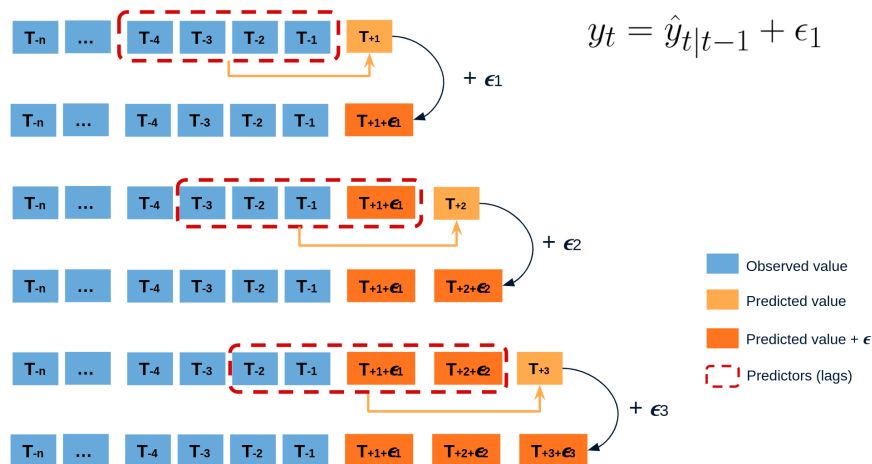 T-n ... T-4 T-3 T-2 T-1 T+1
y_t = ŷ_{t|t−1} + ϵ_1
+ ϵ1
T-n ... T-4 T-3 T-2 T-1 T+1+ϵ1
T-n ... T-4 T-3 T-2 T-1 T+1+ϵ1 T+2
+ ϵ2
T-n ... T-4 T-3 T-2 T-1 T+1+ϵ1 T+2+ϵ2
Observed value
Predicted value
Predicted value + ϵ
Predictors (lags)
T-n ... T-4 T-3 T-2 T-1 T+1+ϵ1 T+2+ϵ2 T+3
+ ϵ3
T-n ... T-4 T-3 T-2 T-1 T+1+ϵ1 T+2+ϵ2 T+3+ϵ3